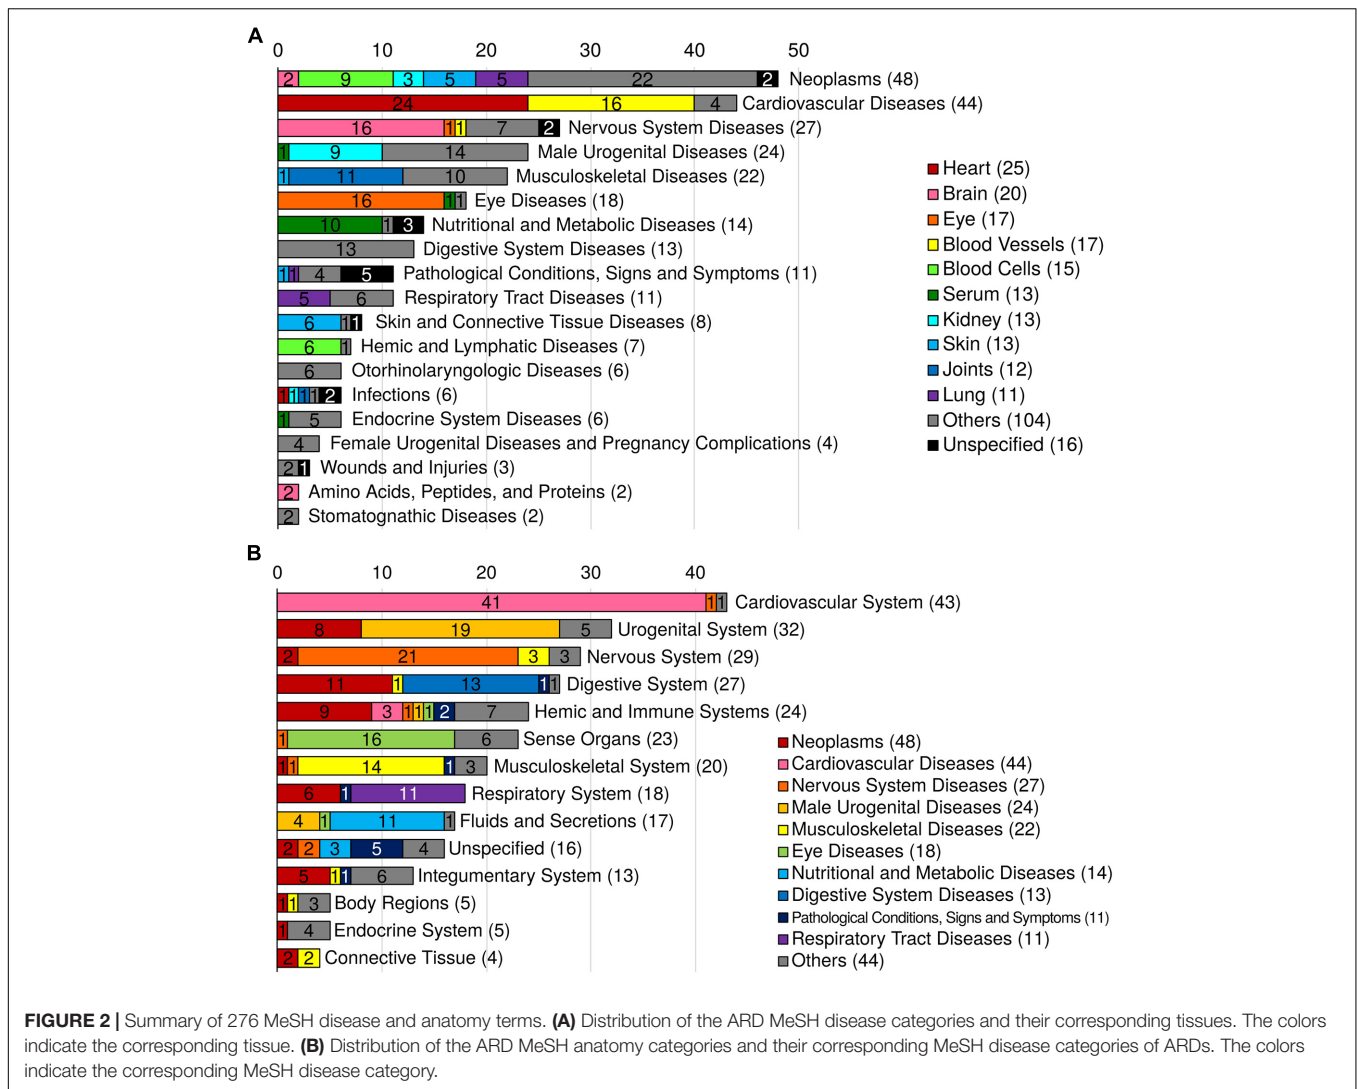 A
0 10 20 30 40 50
2 9 3 5 5 22 2 Neoplasms (48)
24 16 4 Cardiovascular Diseases (44)
16 1 1 7 2 Nervous System Diseases (27)
1 9 14 Male Urogenital Diseases (24)
1 11 10 Musculoskeletal Diseases (22)
16 1 1 Eye Diseases (18)
10 1 3 Nutritional and Metabolic Diseases (14)
13 Digestive System Diseases (13)
1 1 4 5 Pathological Conditions, Signs and Symptoms (11)
5 6 Respiratory Tract Diseases (11)
6 1 1 Skin and Connective Tissue Diseases (8)
6 1 Hemic and Lymphatic Diseases (7)
6 Otorhinolaryngologic Diseases (6)
1 1 1 1 2 Infections (6)
1 5 Endocrine System Diseases (6)
4 Female Urogenital Diseases and Pregnancy Complications (4)
2 1 Wounds and Injuries (3)
2 Amino Acids, Peptides, and Proteins (2)
2 Stomatognathic Diseases (2)
Heart (25)
Brain (20)
Eye (17)
Blood Vessels (17)
Blood Cells (15)
Serum (13)
Kidney (13)
Skin (13)
Joints (12)
Lung (11)
Others (104)
Unspecified (16)
B
0 10 20 30 40
41 1 1 Cardiovascular System (43)
8 19 5 Urogenital System (32)
2 21 3 3 Nervous System (29)
11 1 13 1 1 Digestive System (27)
9 3 1 1 1 2 7 Hemic and Immune Systems (24)
1 16 6 Sense Organs (23)
1 1 14 1 3 Musculoskeletal System (20)
6 1 11 Respiratory System (18)
4 1 11 1 Fluids and Secretions (17)
2 2 3 5 4 Unspecified (16)
5 1 1 6 Integumentary System (13)
1 1 3 Body Regions (5)
1 4 Endocrine System (5)
2 2 Connective Tissue (4)
Neoplasms (48)
Cardiovascular Diseases (44)
Nervous System Diseases (27)
Male Urogenital Diseases (24)
Musculoskeletal Diseases (22)
Eye Diseases (18)
Nutritional and Metabolic Diseases (14)
Digestive System Diseases (13)
Pathological Conditions, Signs and Symptoms (11)
Respiratory Tract Diseases (11)
Others (44)
FIGURE 2 | Summary of 276 MeSH disease and anatomy terms. (A) Distribution of the ARD MeSH disease categories and their corresponding tissues. The colors
indicate the corresponding tissue. (B) Distribution of the ARD MeSH anatomy categories and their corresponding MeSH disease categories of ARDs. The colors
indicate the corresponding MeSH disease category.